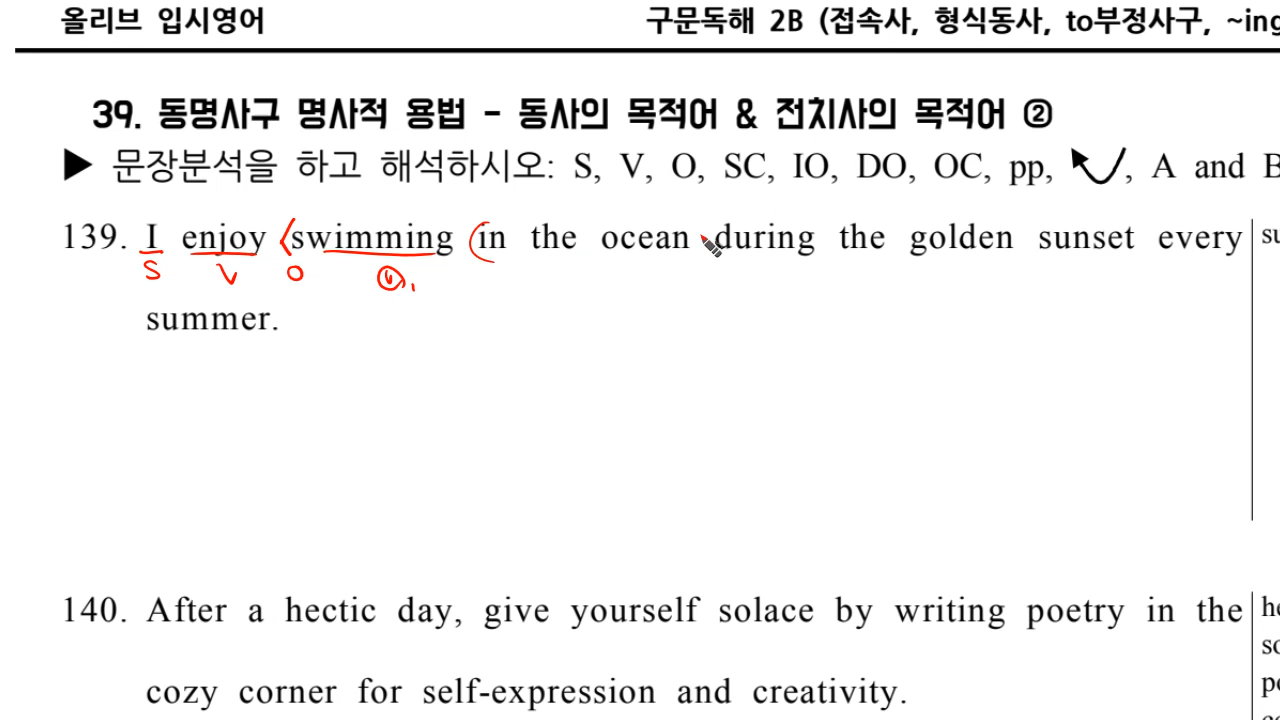 올리브 입시영어
구문독해 2B (접속사, 형식동사, to부정사구, ~ing
39. 동명사구 명사적 용법 - 동사의 목적어 & 전치사의 목적어 ②
▶ 문장분석을 하고 해석하시오: S, V, O, SC, IO, DO, OC, pp, , A and B
139. I enjoy <swimming (in the ocean during the golden sunset every
S V O
summer.
140. After a hectic day, give yourself solace by writing poetry in the
cozy corner for self-expression and creativity.